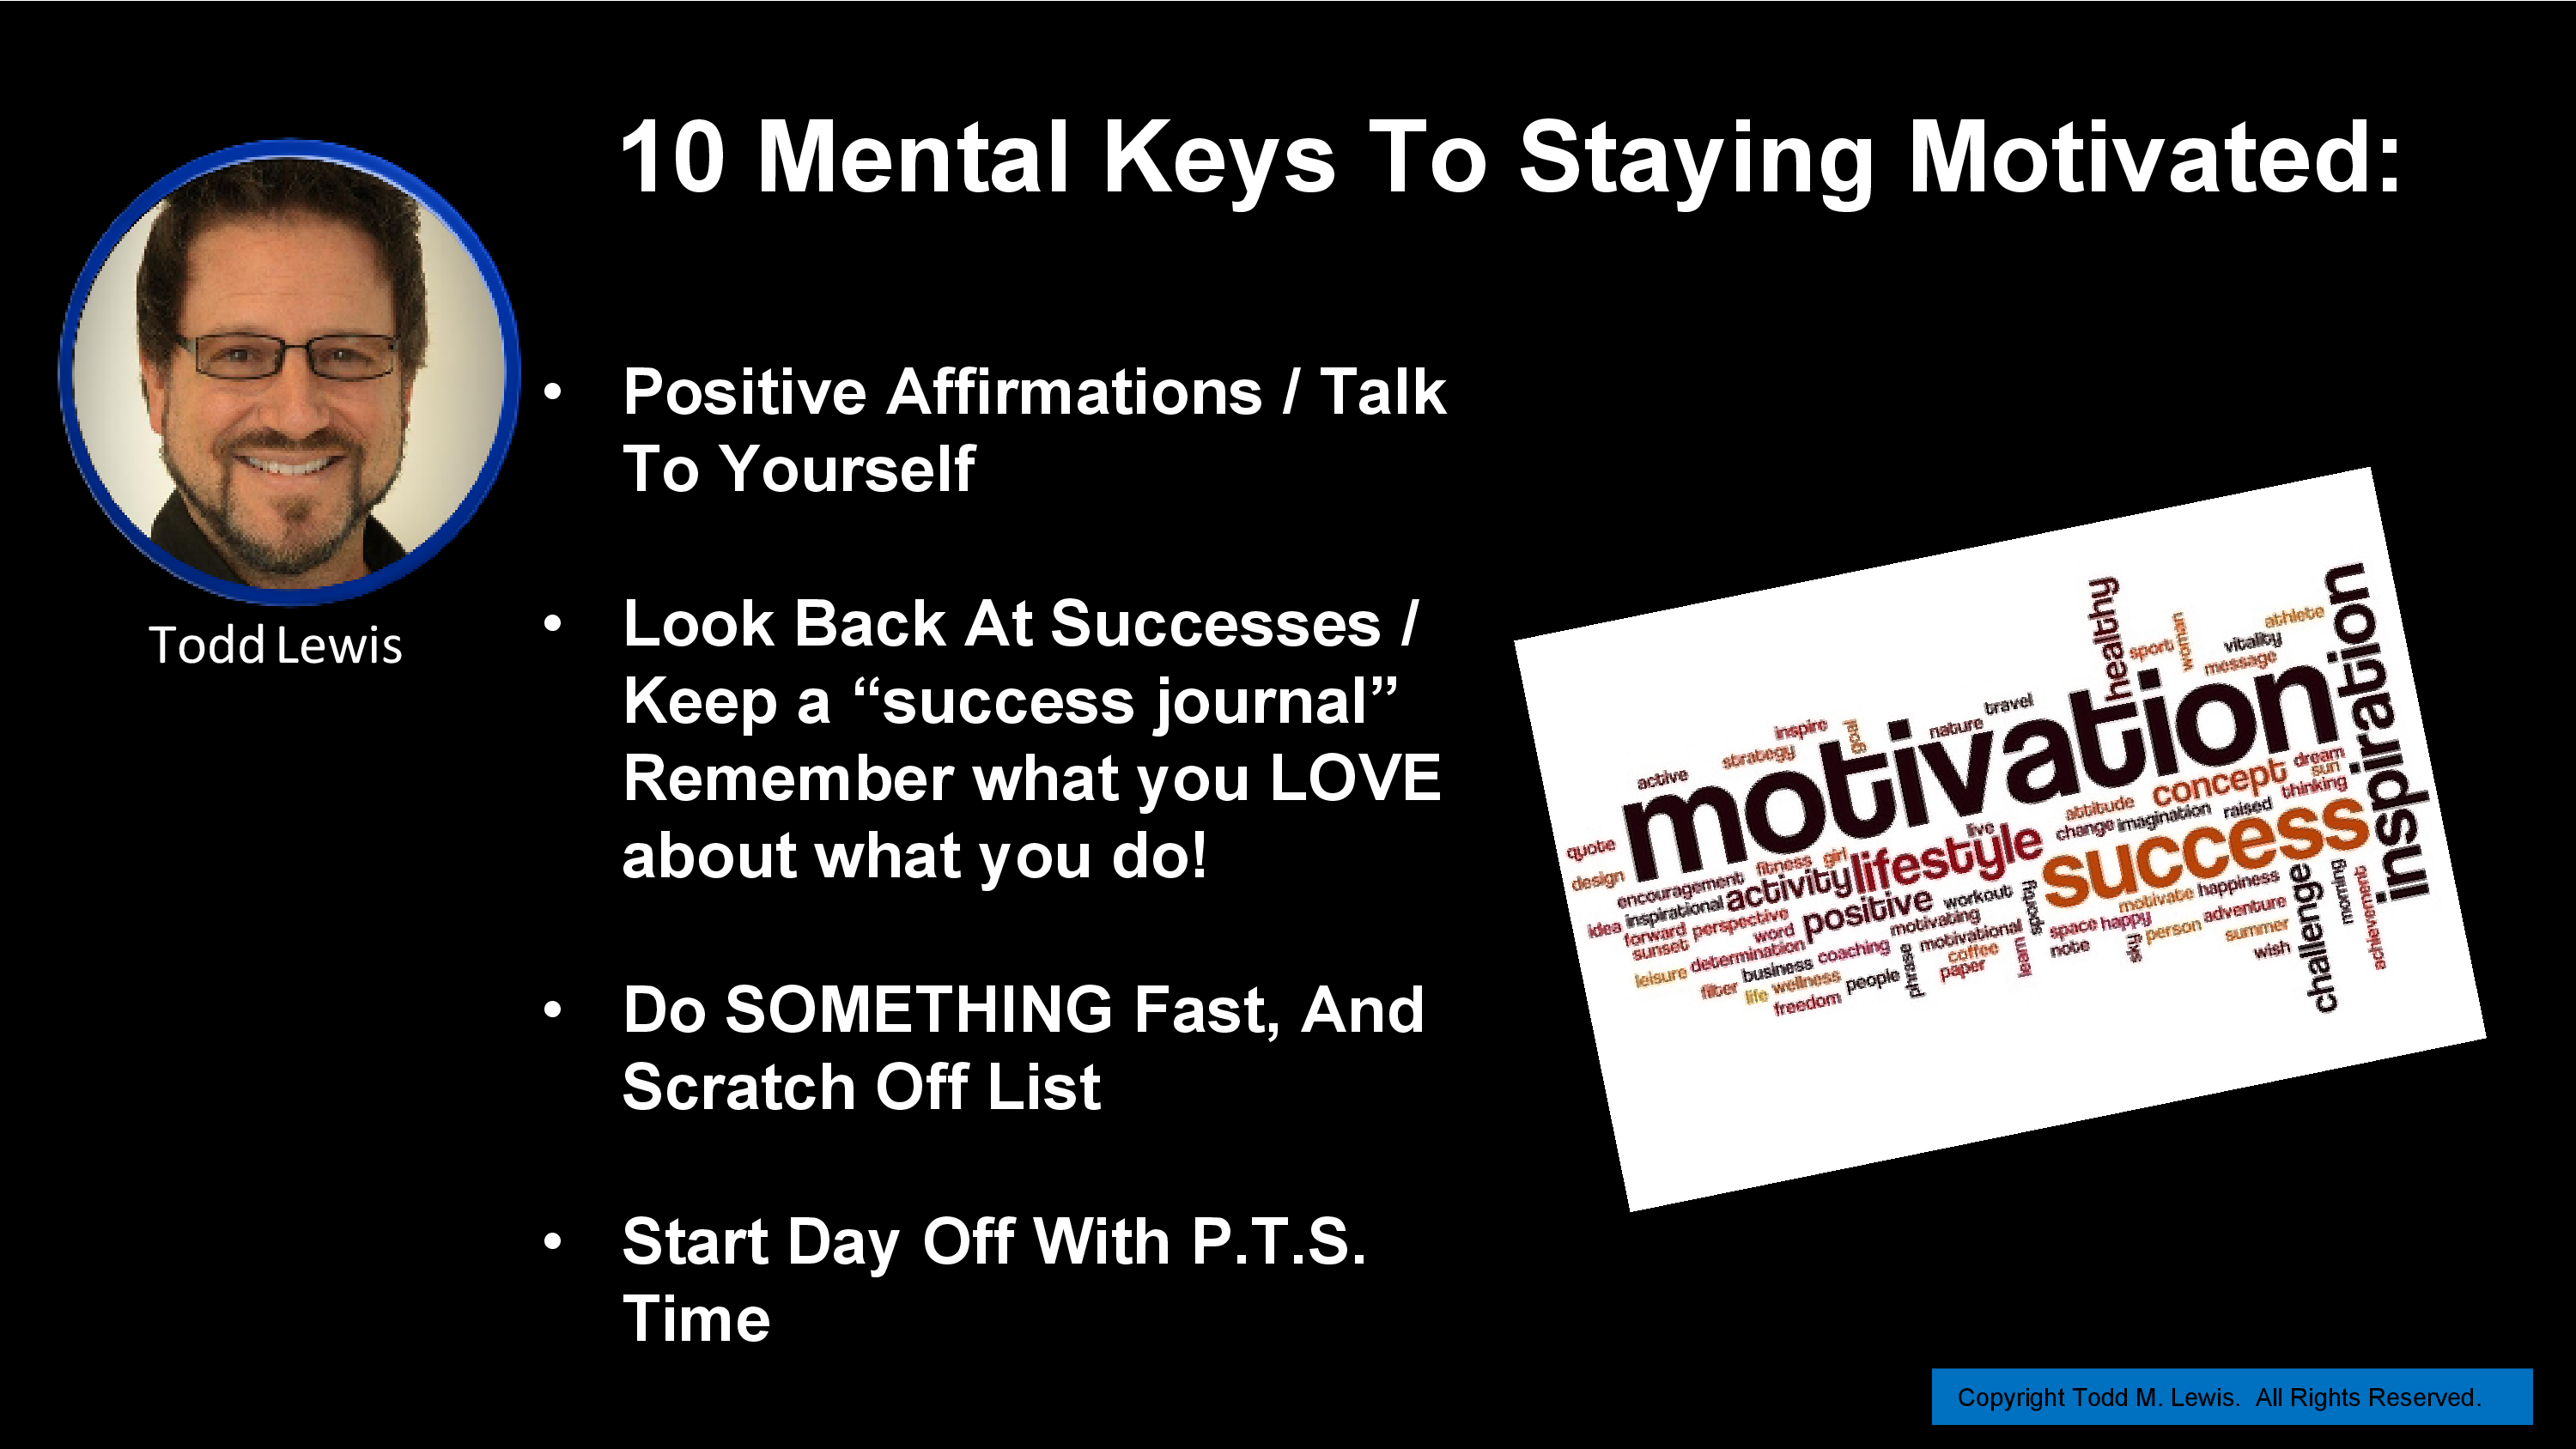 10 Mental Keys To Staying Motivated:
Todd Lewis
• Positive Affirmations / Talk
To Yourself
• Look Back At Successes /
Keep a “success journal”
Remember what you LOVE
about what you do!
• Do SOMETHING Fast, And
Scratch Off List
• Start Day Off With P.T.S.
Time
healthy
sport
woman
athlete
vitality
message
inspiration
motivation
travel
nature
inspire
goal
strategy
active
dream
sun
concept
thinking
attitude
raised
imagination
change
live
success
lifestyle
quote
design
fitness
girl
encouragement
activity
idea
inspirational
positive
workout
sporty
motivate
happiness
forward
perspective
word
motivating
space
happy
adventure
challenge
morning
achievement
sunset
determination
coaching
phrase
motivational
coffee
learn
note
sky
person
summer
wish
leisure
business
filter
life
wellness
people
paper
freedom
Copyright Todd M. Lewis. All Rights Reserved.